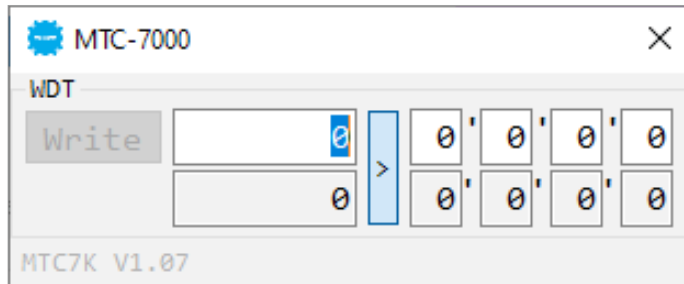 MTC-7000
WDT
Write 0 > 0 ' 0 ' 0 ' 0
0 0 ' 0 ' 0 ' 0
MTC7K V1.07